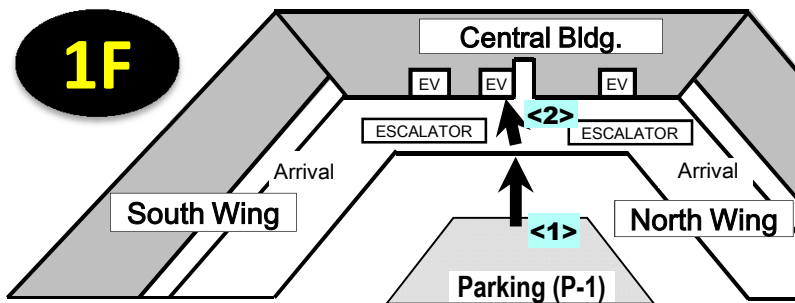 1F
Central Bldg.
EV
EV
EV
<2>
ESCALATOR
ESCALATOR
Arrival
Arrival
South Wing
North Wing
<1>
Parking (P-1)